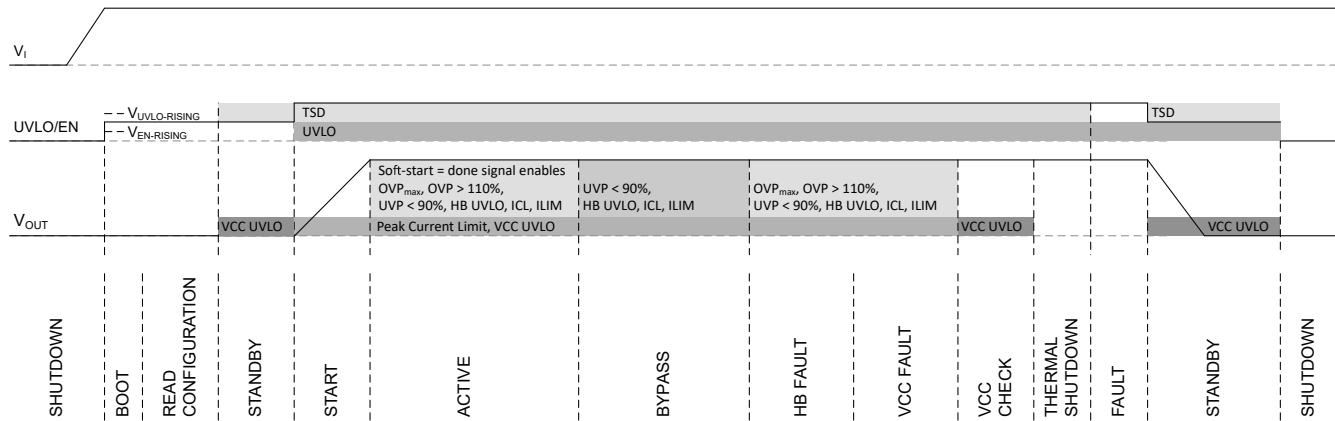 VI
VUVLO-RISING
TSD
TSD
UVLO/EN
VEN-RISING
UVLO
Soft-start = done signal enables
OVPmax, OVP > 110%,
UVP < 90%, HB UVLO, ICL, ILIM
UVP < 90%,
HB UVLO, ICL, ILIM
OVPmax, OVP > 110%,
UVP < 90%, HB UVLO, ICL, ILIM
VOUT
VCC UVLO
Peak Current Limit, VCC UVLO
VCC UVLO
VCC UVLO
SHUTDOWN
BOOT
READ
CONFIGURATION
STANDBY
START
ACTIVE
BYPASS
HB FAULT
VCC FAULT
VCC
CHECK
THERMAL
SHUTDOWN
FAULT
STANDBY
SHUTDOWN